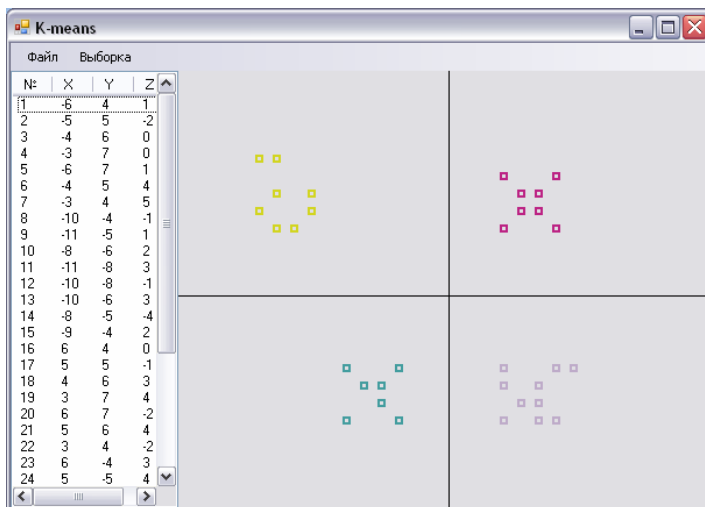 K-means
Файл Выборка
№ X Y Z
1 -6 4 1
2 -5 5 -2
3 -4 6 0
4 -3 7 0
5 -6 7 1
6 -4 5 4
7 -3 4 5
8 -10 -4 -1
9 -11 -5 1
10 -8 -6 2
11 -11 -8 3
12 -10 -8 -1
13 -10 -6 3
14 -8 -5 -4
15 -9 -4 2
16 6 4 0
17 5 5 -1
18 4 6 3
19 3 7 4
20 6 7 -2
21 5 6 4
22 3 4 -2
23 6 -4 3
24 5 -5 4